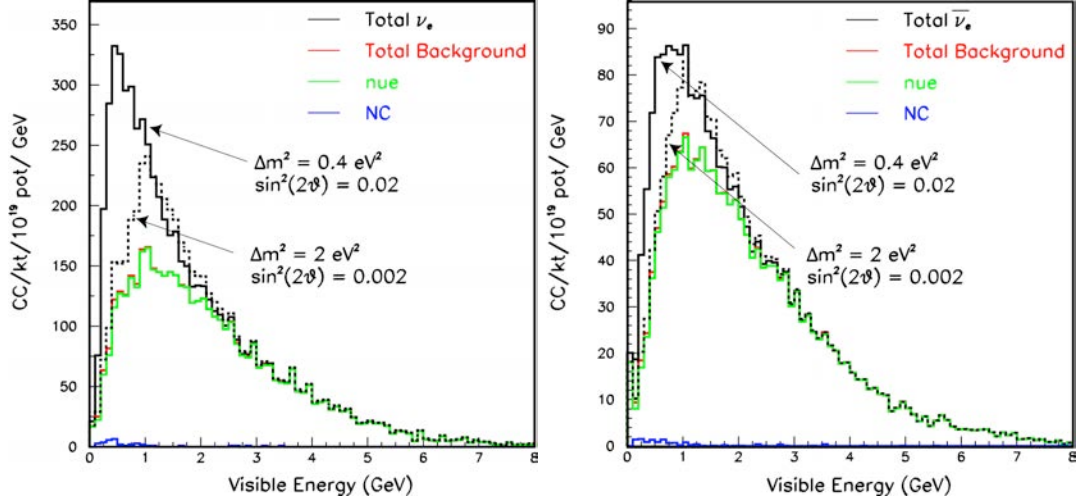 350
300
250
200
150
100
50
0
CC/kt/10¹⁹ pot/ GeV
Total νₑ
Total Background
nue
NC
Δm² = 0.4 eV²
sin²(2ϑ) = 0.02
Δm² = 2 eV²
sin²(2ϑ) = 0.002
0 1 2 3 4 5 6 7 8
Visible Energy (GeV)
90
80
70
60
50
40
30
20
10
0
CC/kt/10¹⁹ pot/ GeV
Total ν̅ₑ
Total Background
nue
NC
Δm² = 0.4 eV²
sin²(2ϑ) = 0.02
Δm² = 2 eV²
sin²(2ϑ) = 0.002
0 1 2 3 4 5 6 7 8
Visible Energy (GeV)